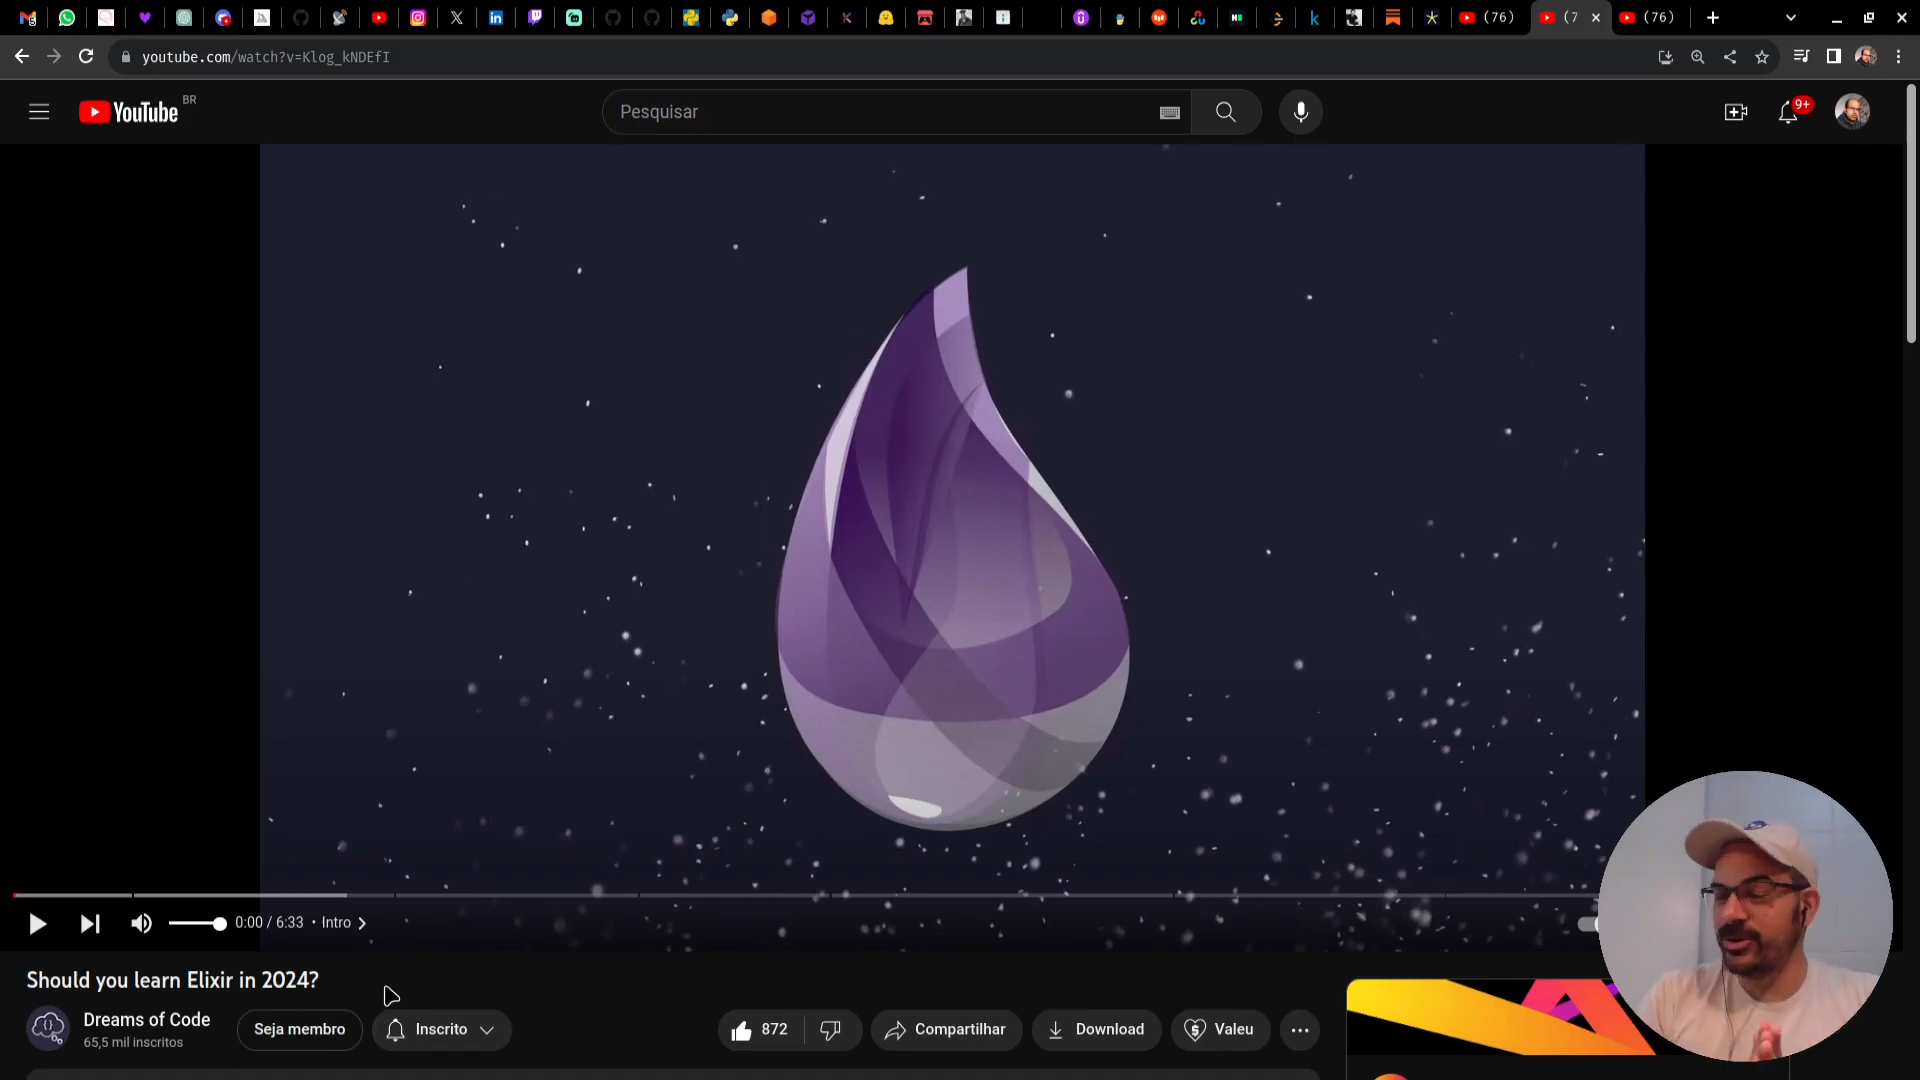 (76)
(7
(76)
youtube.com/watch?v=Klog_kNDEfI
YouTube BR
Pesquisar
9+
0:00 / 6:33 • Intro
Should you learn Elixir in 2024?
Dreams of Code
65,5 mil inscritos
Seja membro
Inscrito
872
Compartilhar
Download
Valeu